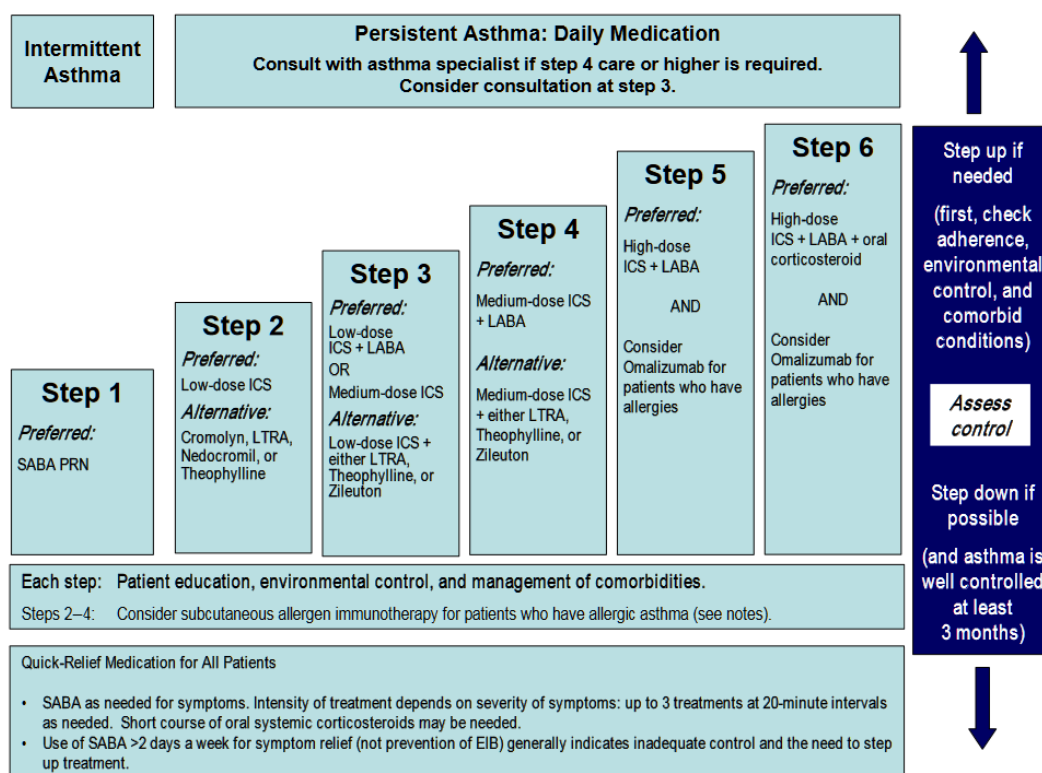 Intermittent
Asthma
Persistent Asthma: Daily Medication
Consult with asthma specialist if step 4 care or higher is required.
Consider consultation at step 3.
Step 1
Preferred:
SABA PRN
Step 2
Preferred:
Low-dose ICS
Alternative:
Cromolyn, LTRA,
Nedocromil, or
Theophylline
Step 3
Preferred:
Low-dose
ICS + LABA
OR
Medium-dose ICS
Alternative:
Low-dose ICS +
either LTRA,
Theophylline, or
Zileuton
Step 4
Preferred:
Medium-dose ICS
+ LABA
Alternative:
Medium-dose ICS
+ either LTRA,
Theophylline, or
Zileuton
Step 5
Preferred:
High-dose
ICS + LABA
AND
Consider
Omalizumab for
patients who have
allergies
Step 6
Preferred:
High-dose
ICS + LABA + oral
corticosteroid
AND
Consider
Omalizumab for
patients who have
allergies
Step up if
needed
(first, check
adherence,
environmental
control, and
comorbid
conditions)
Assess
control
Step down if
possible
(and asthma is
well controlled
at least
3 months)
Each step: Patient education, environmental control, and management of comorbidities.
Steps 2–4: Consider subcutaneous allergen immunotherapy for patients who have allergic asthma (see notes).
Quick-Relief Medication for All Patients
• SABA as needed for symptoms. Intensity of treatment depends on severity of symptoms: up to 3 treatments at 20-minute intervals
as needed. Short course of oral systemic corticosteroids may be needed.
• Use of SABA >2 days a week for symptom relief (not prevention of EIB) generally indicates inadequate control and the need to step
up treatment.